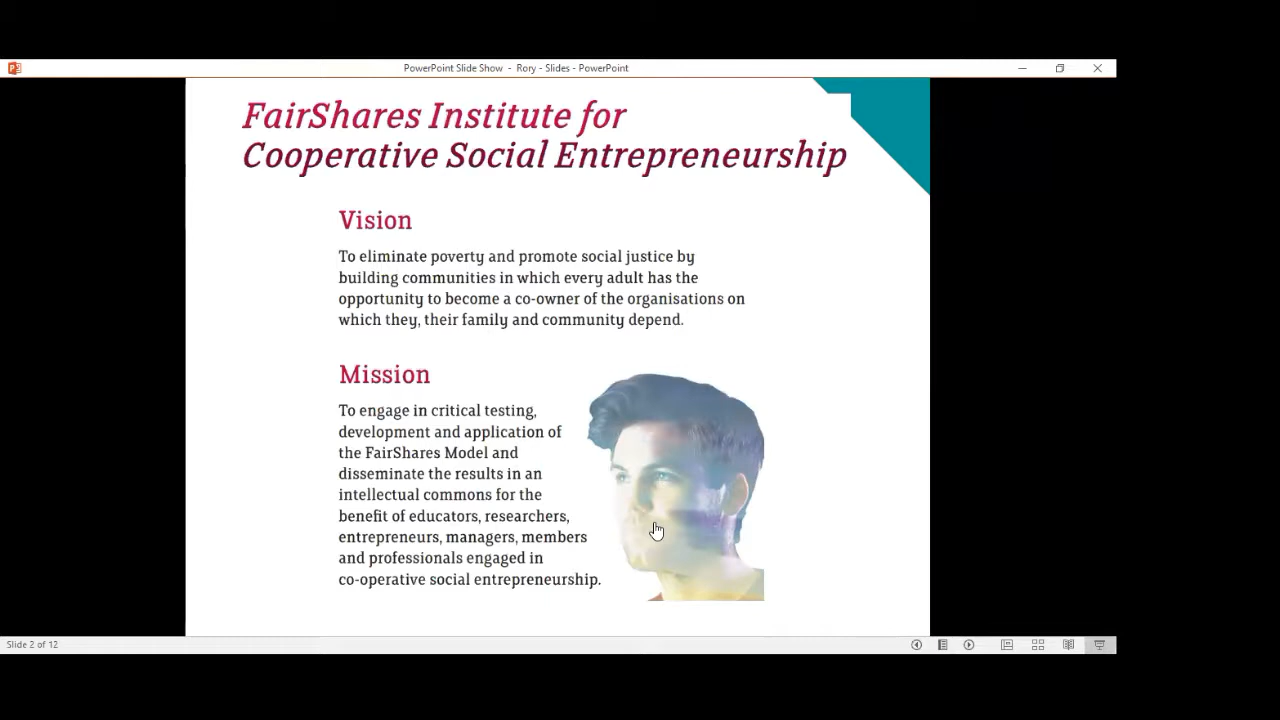 PowerPoint Slide Show - Rory - Slides - PowerPoint
FairShares Institute for
Cooperative Social Entrepreneurship
Vision
To eliminate poverty and promote social justice by
building communities in which every adult has the
opportunity to become a co-owner of the organisations on
which they, their family and community depend.
Mission
To engage in critical testing,
development and application of
the FairShares Model and
disseminate the results in an
intellectual commons for the
benefit of educators, researchers,
entrepreneurs, managers, members
and professionals engaged in
co-operative social entrepreneurship.
Slide 2 of 12